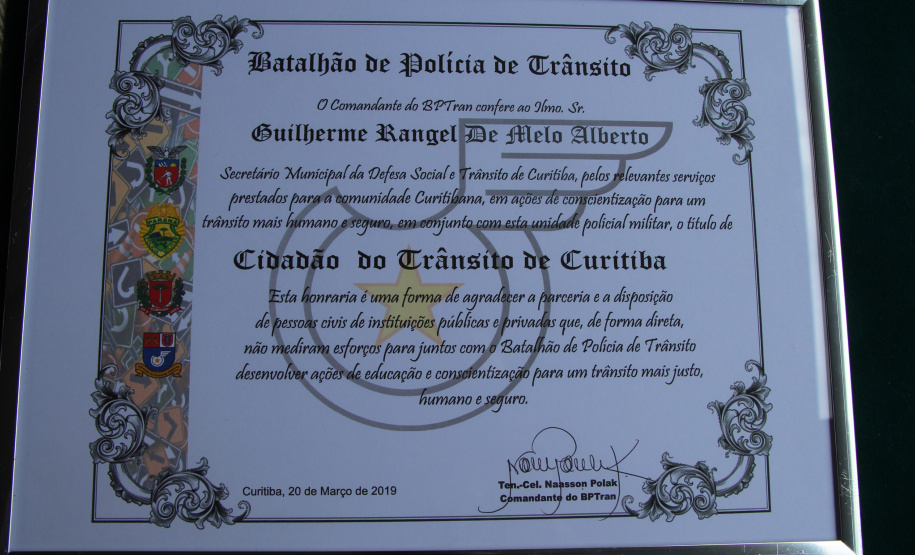 Batalhão de Polícia de Trânsito
O Comandante do BPTran confere ao Ilmo. Sr.
Guilherme Rangel De Melo Alberto
Secretário Municipal da Defesa Social e Trânsito de Curitiba, pelos relevantes serviços
prestados para a comunidade Curitibana, em ações de conscientização para um
trânsito mais humano e seguro, em conjunto com esta unidade policial militar, o titulo de
Cidadão do Trânsito de Curitiba
Esta honraria é uma forma de agradecer a parceria e a disposição
de pessoas civis de instituições públicas e privadas que, de forma direta,
não mediram esforços para juntos com o Batalhão de Policia de Trânsito
desenvolver ações de educação e conscientização para um trânsito mais justo,
humano e seguro.
Curitiba, 20 de Março de 2019
Ten.-Cel. Naasson Polak
Comandante do BPTran
PARANÁ